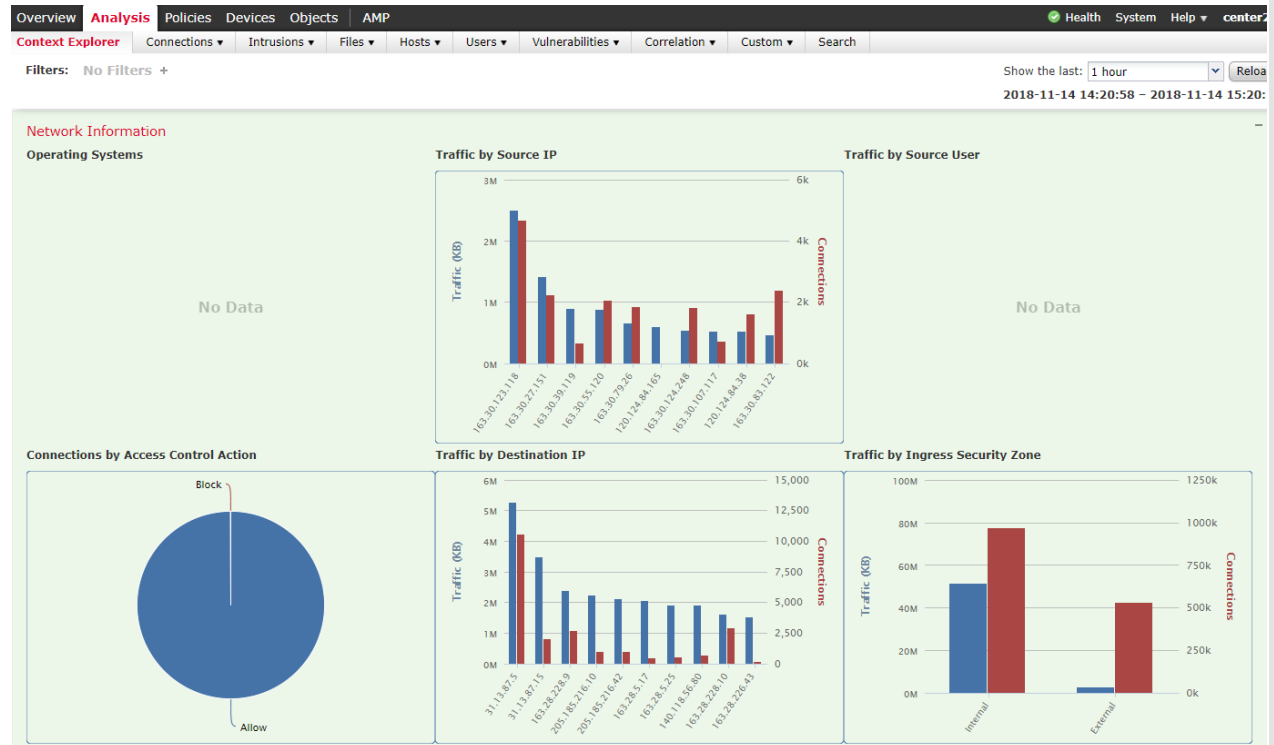 Overview Analysis Policies Devices Objects AMP Health System Help ▾ center2
Context Explorer Connections ▾ Intrusions ▾ Files ▾ Hosts ▾ Users ▾ Vulnerabilities ▾ Correlation ▾ Custom ▾ Search
Filters: No Filters + Show the last: 1 hour Reloa
2018-11-14 14:20:58 - 2018-11-14 15:20:
Network Information
Operating Systems
No Data
Traffic by Source IP
3M
2M
1M
0M
Traffic (KB)
6k
4k
2k
0k
Connections
163.30.123.118
163.30.27.151
163.30.39.119
163.30.55.120
163.30.79.26
120.124.84.165
163.30.124.248
163.30.107.117
120.124.84.38
163.30.83.122
Traffic by Source User
No Data
Connections by Access Control Action
Block
Allow
Traffic by Destination IP
6M
5M
4M
3M
2M
1M
0M
Traffic (KB)
15,000
12,500
10,000
7,500
5,000
2,500
0
Connections
31.13.87.5
31.13.87.15
163.28.228.9
205.185.216.10
205.185.216.42
163.28.5.17
163.28.5.25
140.118.56.80
163.28.228.10
163.28.226.43
Traffic by Ingress Security Zone
100M
80M
60M
40M
20M
0M
Traffic (KB)
1250k
1000k
750k
500k
250k
0k
Connections
Internal
External